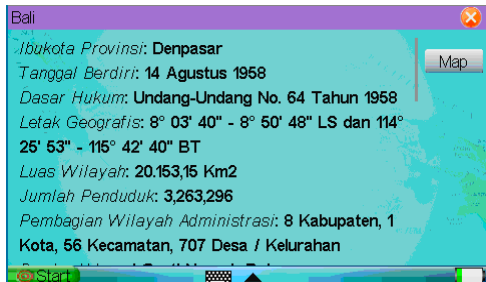 Bali
Ibukota Provinsi: Denpasar
Map
Tanggal Berdiri: 14 Agustus 1958
Dasar Hukum: Undang-Undang No. 64 Tahun 1958
Letak Geografis: 8° 03' 40" - 8° 50' 48" LS dan 114°
25' 53" - 115° 42' 40" BT
Luas Wilayah: 20.153,15 Km2
Jumlah Penduduk: 3,263,296
Pembagian Wilayah Administrasi: 8 Kabupaten, 1
Kota, 56 Kecamatan, 707 Desa / Kelurahan
Start